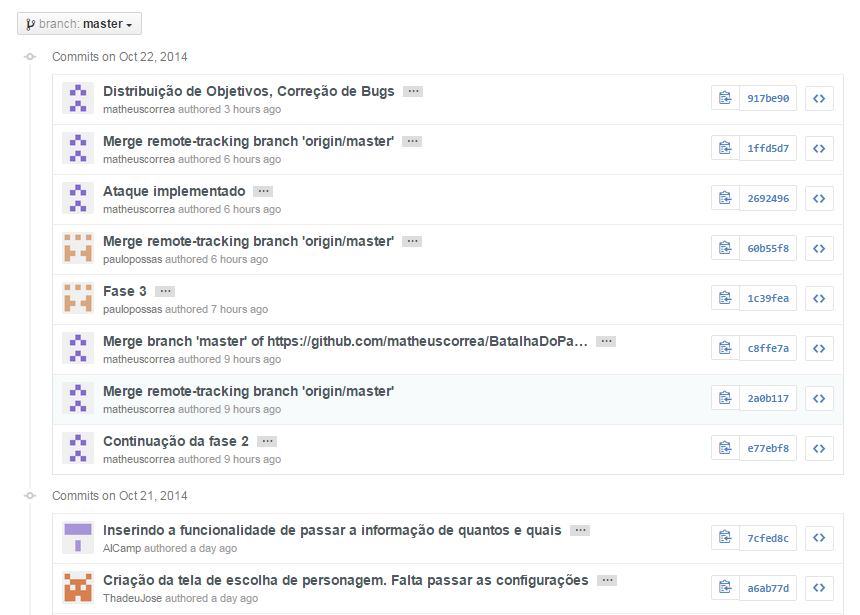 branch: master
Commits on Oct 22, 2014
Distribuição de Objetivos, Correção de Bugs ...
matheuscorrea authored 3 hours ago
917be90
Merge remote-tracking branch 'origin/master' ...
matheuscorrea authored 6 hours ago
1ffd5d7
Ataque implementado ...
matheuscorrea authored 6 hours ago
2692496
Merge remote-tracking branch 'origin/master' ...
paulopossas authored 6 hours ago
60b55f8
Fase 3 ...
paulopossas authored 7 hours ago
1c39fea
Merge branch 'master' of https://github.com/matheuscorrea/BatalhaDoPa... ...
matheuscorrea authored 9 hours ago
c8ffe7a
Merge remote-tracking branch 'origin/master'
matheuscorrea authored 9 hours ago
2a0b117
Continuação da fase 2 ...
matheuscorrea authored 9 hours ago
e77ebf8
Commits on Oct 21, 2014
Inserindo a funcionalidade de passar a informação de quantos e quais ...
AlCamp authored a day ago
7cfed8c
Criação da tela de escolha de personagem. Falta passar as configurações ...
ThadeuJose authored a day ago
a6ab77d